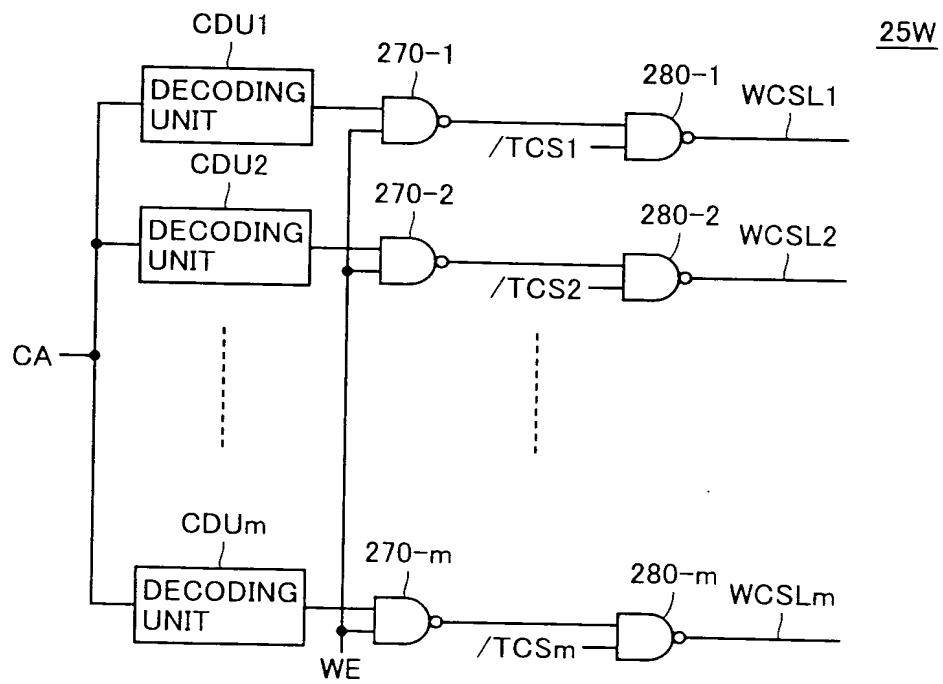 25W
CDU1
270-1
280-1
WCSL1
DECODING
UNIT
/TCS1
CDU2
270-2
280-2
WCSL2
DECODING
UNIT
/TCS2
CA
CDUm
270-m
280-m
WCSLm
DECODING
UNIT
/TCSm
WE